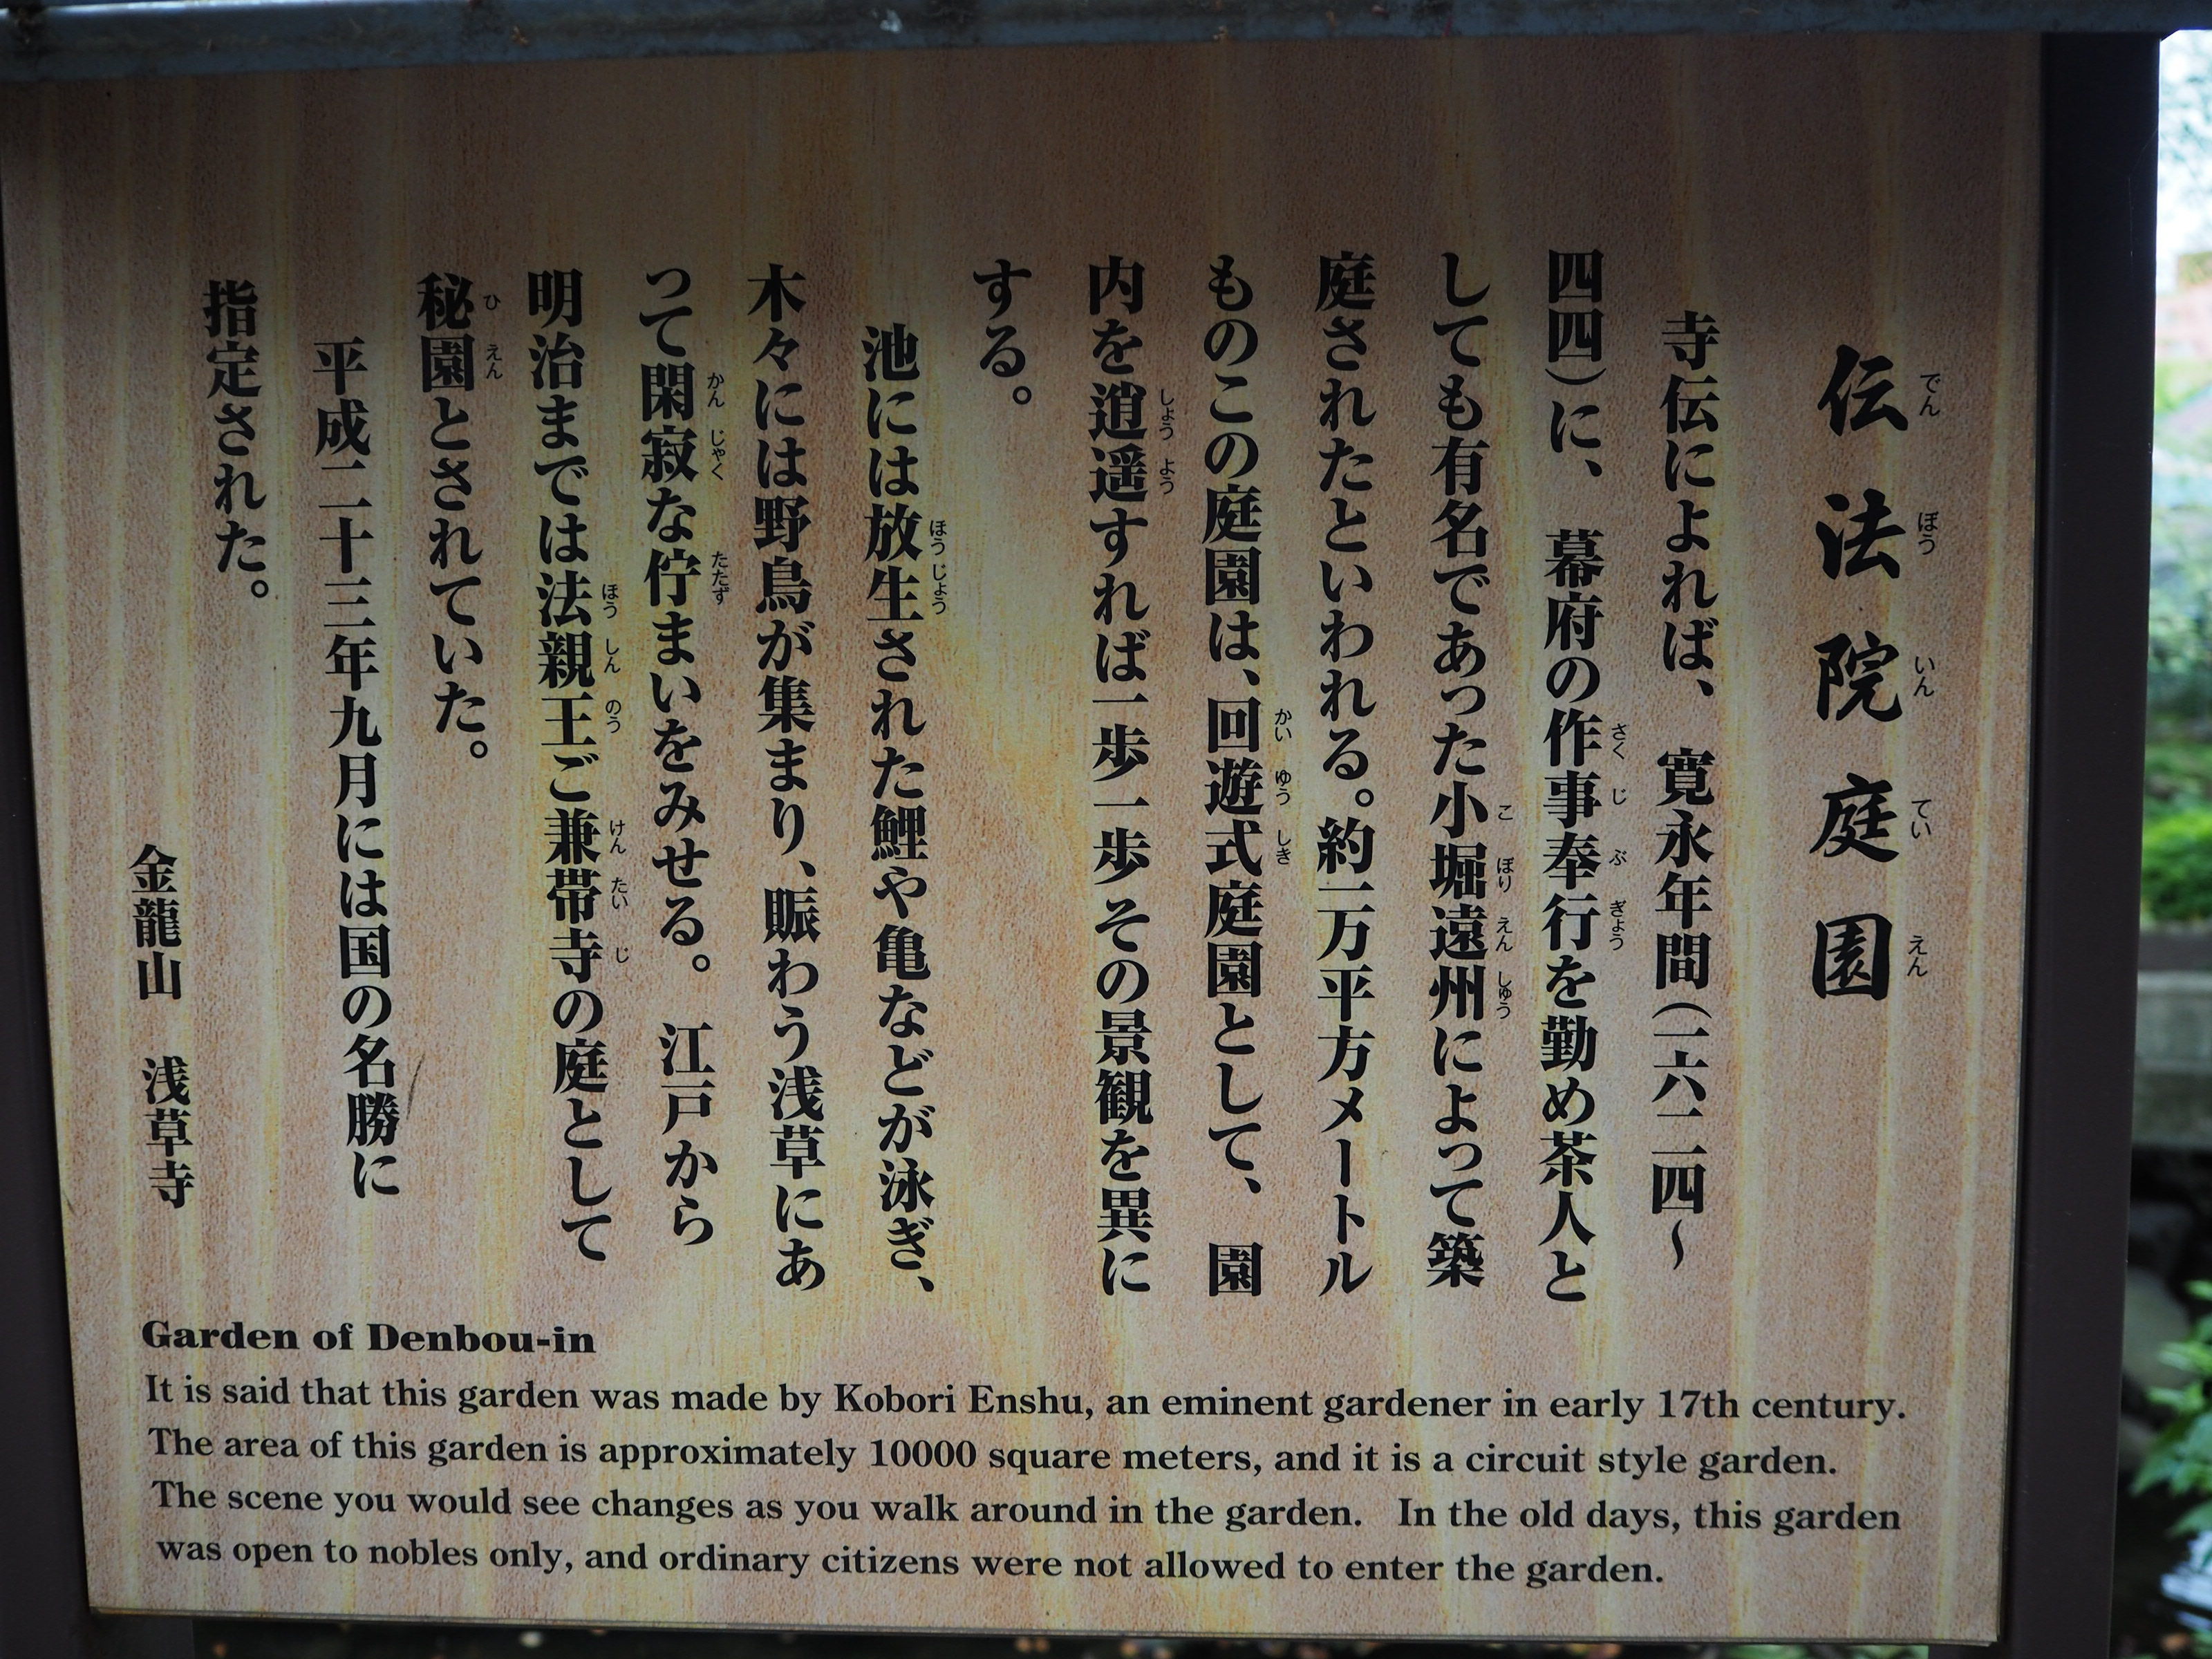 伝法院庭園
寺伝によれば、寛永年間(一六二四〜
四四)に、幕府の作事奉行を勤め茶人と
しても有名であった小堀遠州によって築
庭されたといわれる。約一万平方メートル
ものこの庭園は、回遊式庭園として、園
内を逍遥すれば一歩一歩その景観を異に
する。
池には放生された鯉や亀などが泳ぎ、
木々には野鳥が集まり、賑わう浅草にあ
って閑寂な佇まいをみせる。江戸から
明治までは法親王ご兼帯寺の庭として
秘園とされていた。
平成二十三年九月には国の名勝に
指定された。
金龍山 浅草寺
Garden of Denbou-in
It is said that this garden was made by Kobori Enshu, an eminent gardener in early 17th century.
The area of this garden is approximately 10000 square meters, and it is a circuit style garden.
The scene you would see changes as you walk around in the garden. In the old days, this garden
was open to nobles only, and ordinary citizens were not allowed to enter the garden.